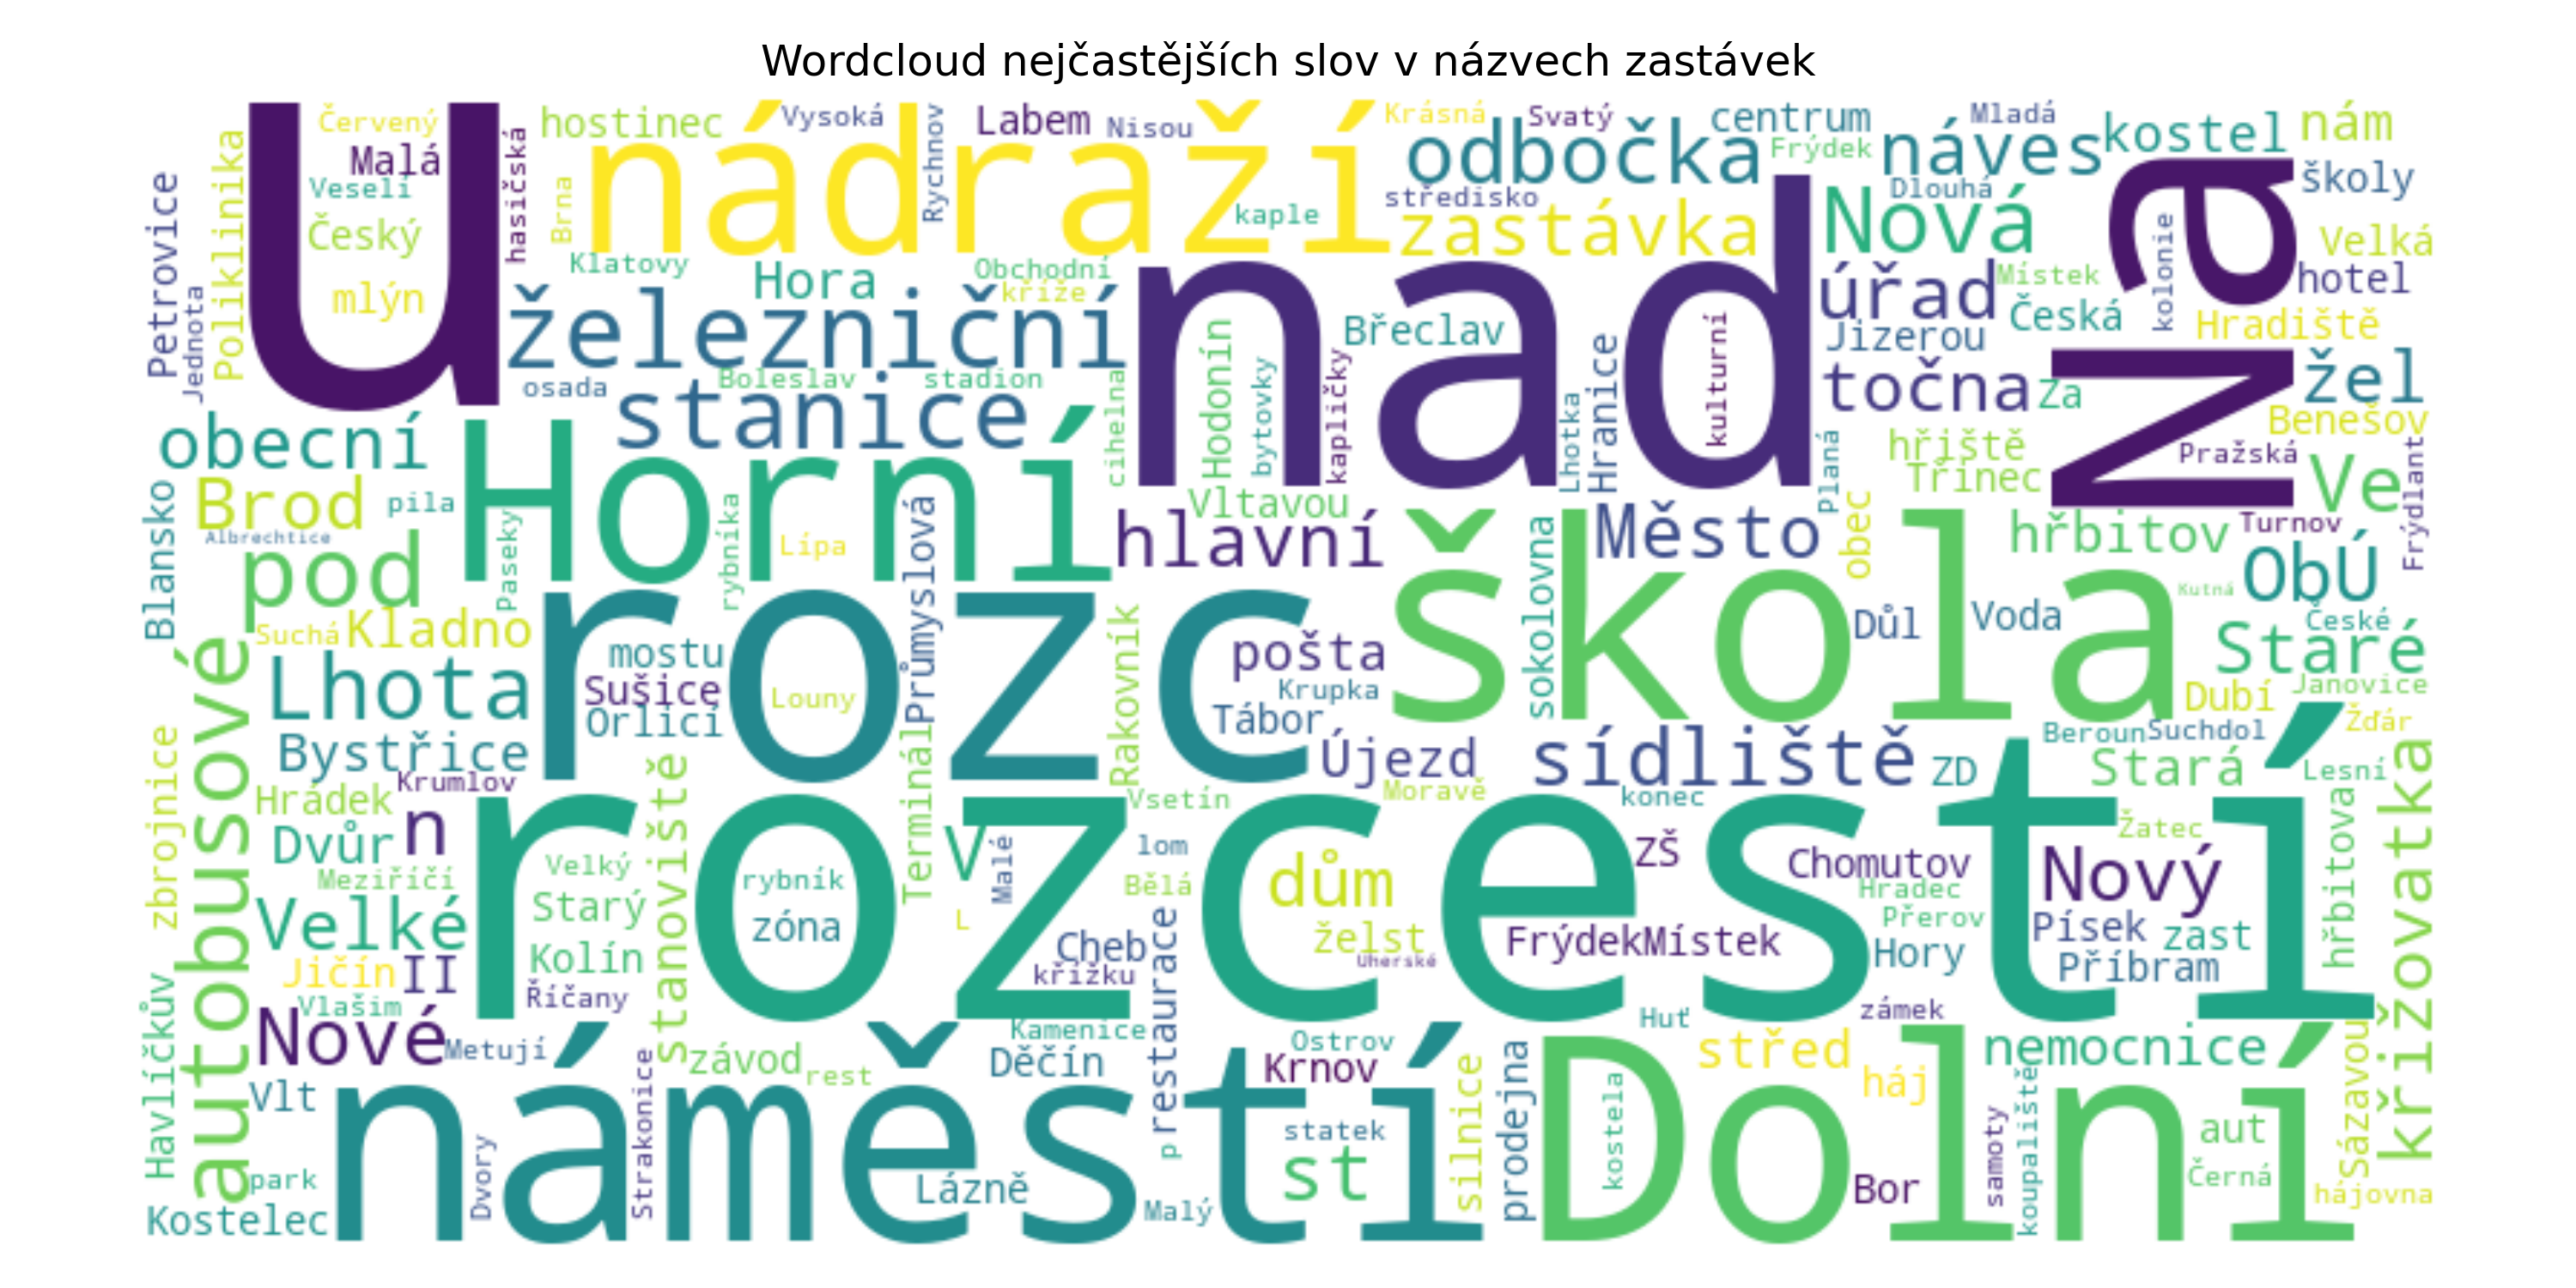 Wordcloud nejčastějších slov v názvech zastávek
u
nádraží
nad
Na
Horní
škola
rozc
rozcestí
náměstí
Dolní
Červený
Malá
Veselí
Český
mlýn
Poliklinika
Petrovice
Jednota
hasičská
hostinec
Brna
Klatovy
Vysoká
Rychnov
Labem
Nisou
kaple
Krásná
Svatý
odbočka
středisko
zastávka
centrum
Frýdek
Mladá
náves
Dlouhá
Nová
kostel
nám
školy
kolonie
Velká
hotel
Hradiště
železniční
Hora
Obchodní
kříže
Břeclav
úřad
Místek
Česká
Jizerou
točna
Za
žel
Benešov
Pražská
Ve
Frýdlant
osada
Boleslav
stadion
stanice
cihelna
Hodonín
bytovky
kapličky
Lhotka
Hranice
kulturní
Planá
hřiště
Třinec
obecní
Brod
pila
Albrechtice
Blansko
pod
Paseky
rybníka
Lípa
Průmyslová
hlavní
Vltavou
sokolovna
Město
obec
hřbitov
Turnov
ObÚ
Kutná
České
Staré
Suchá
Kladno
Lhota
Bystřice
Krumlov
mostu
Sušice
Orlicí
Louny
Terminál
Rakovník
pošta
Krupka
Tábor
Újezd
Důl
Voda
Dubí
Janovice
Žďár
sídliště
ZD
Beroun
Suchdol
Stará
Lesní
autobusové
zbrojnice
Hrádek
Dvůr
n
Meziříčí
Velké
Jičín
II
Vlašim
Nové
Havlíčkův
Metují
stanoviště
Velký
Starý
Kolín
Říčany
rybník
zóna
V
Malé
L
Vsetín
lom
Bělá
Moravě
konec
dům
ZŠ
Chomutov
Hradec
Přerov
Hory
FrýdekMístek
želst
Uherské
Cheb
křížku
restaurace
Žatec
Nový
Písek
zast
Příbram
hřbitova
křižovatka
Vlt
park
Kostelec
Dvory
Strakonice
závod
rest
Kamenice
Děčín
Lázně
Malý
p
Ostrov
Krnov
statek
st
silnice
prodejna
kostela
Huť
zámek
střed
háj
Bor
samoty
koupaliště
nemocnice
aut
Černá
Sázavou
hájovna